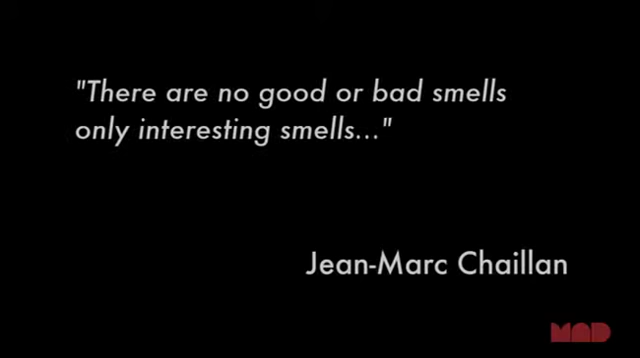 "There are no good or bad smells
only interesting smells..."
Jean-Marc Chaillan
MAD